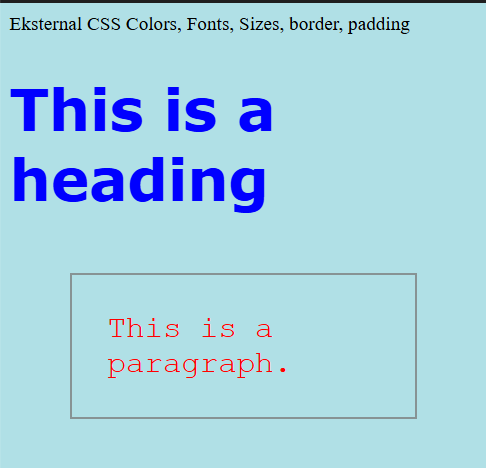 Eksternal CSS Colors, Fonts, Sizes, border, padding
This is a
heading
This is a
paragraph.